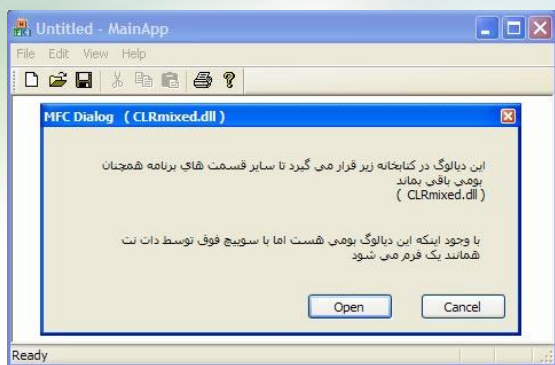 Untitled - MainApp
File Edit View Help
MFC Dialog ( CLRmixed.dll )
این دیالوگ در کتابخانه زیر قرار می گیرد تا سایر قسمت های برنامه همچنان
بومی باقی بماند
( CLRmixed.dll )
با وجود اینکه این دیالوگ بومی هست اما با سوییچ فوق توسط دات نت
همانند یک فرم می شود
Open Cancel
Ready